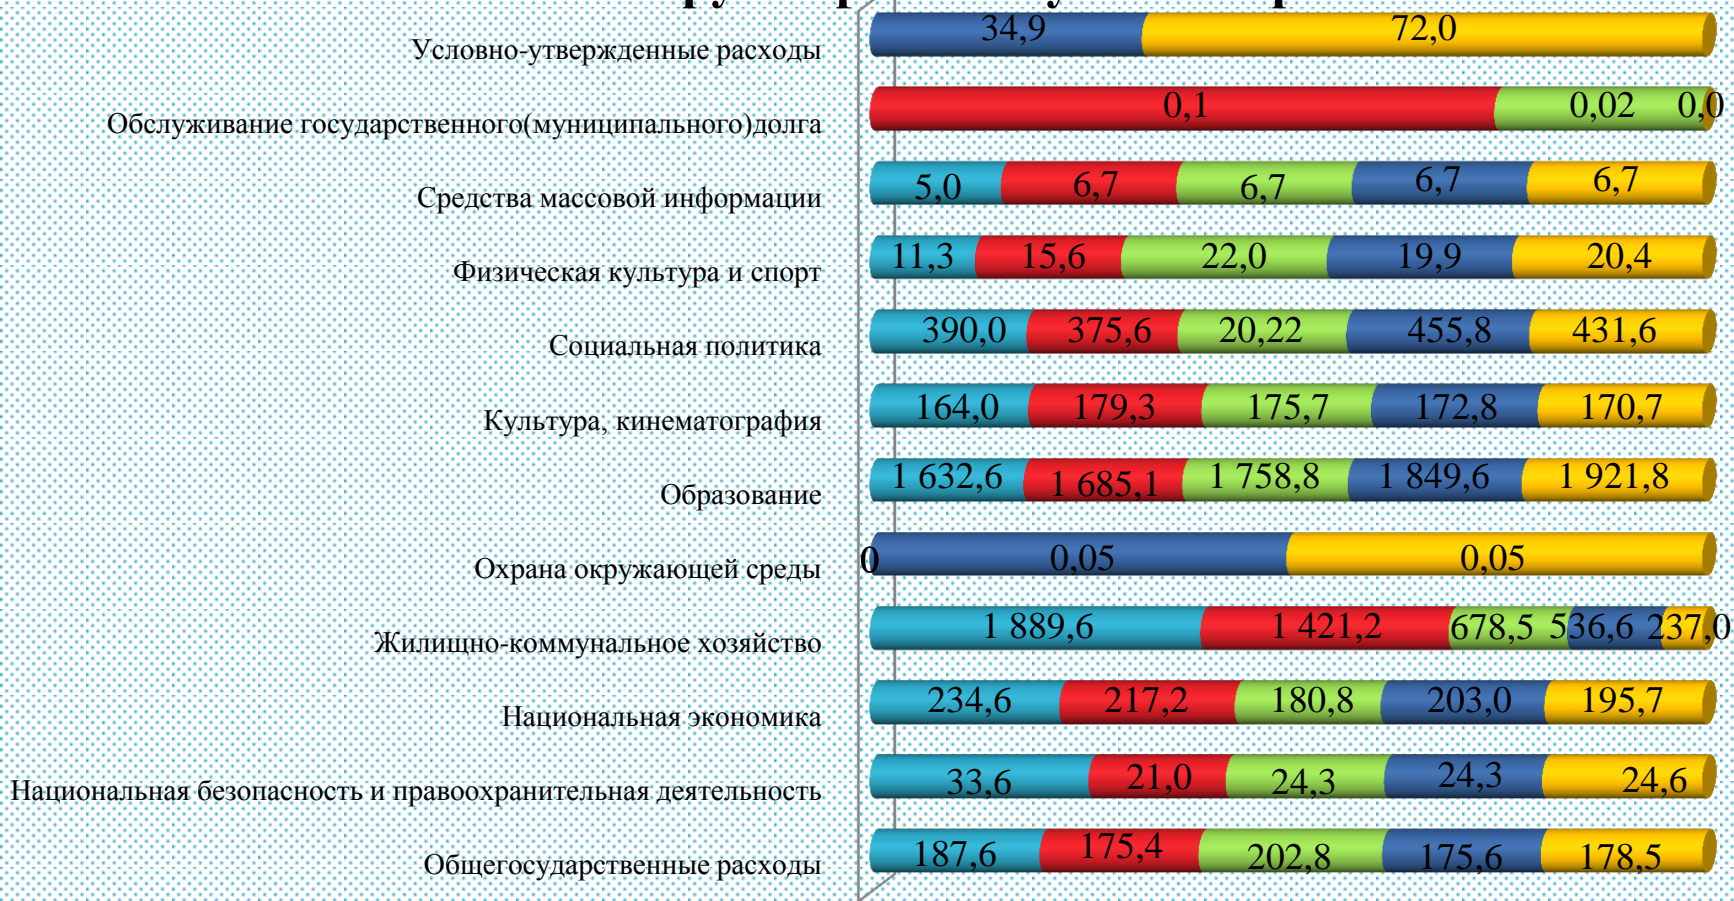 Условно-утвержденные расходы
34,9 72,0
Обслуживание государственного(муниципального)долга
0,1 0,02 0,0
Средства массовой информации
5,0 6,7 6,7 6,7 6,7
Физическая культура и спорт
11,3 15,6 22,0 19,9 20,4
Социальная политика
390,0 375,6 20,22 455,8 431,6
Культура, кинематография
164,0 179,3 175,7 172,8 170,7
Образование
1 632,6 1 685,1 1 758,8 1 849,6 1 921,8
Охрана окружающей среды
0 0,05 0,05
Жилищно-коммунальное хозяйство
1 889,6 1 421,2 678,5 536,6 237,0
Национальная экономика
234,6 217,2 180,8 203,0 195,7
Национальная безопасность и правоохранительная деятельность
33,6 21,0 24,3 24,3 24,6
Общегосударственные расходы
187,6 175,4 202,8 175,6 178,5